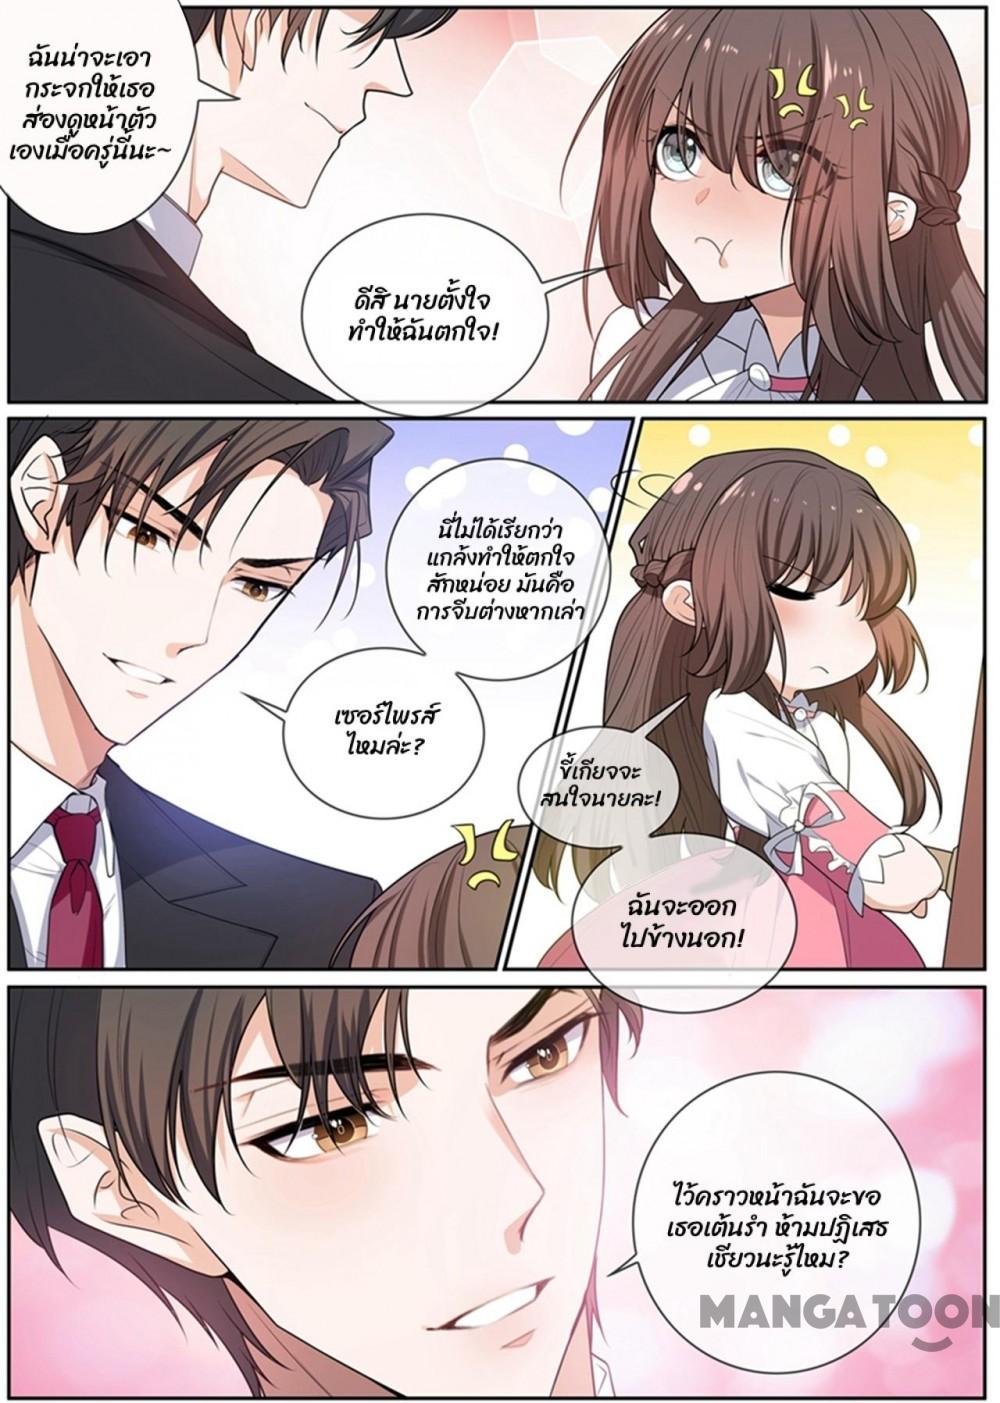 ฉันน่าจะเอา
กระจกให้เธอ
ส่องดูหน้าตัว
เองเมื่อครู่นี้นะ~
ดีสิ นายตั้งใจ
ทำให้ฉันตกใจ!
นี่ไม่ได้เรียกว่า
แกล้งทำให้ตกใจ
สักหน่อย มันคือ
การจีบต่างหากเล่า
เซอร์ไพรส์
ไหมล่ะ?
ขี้เกียจจะ
สนใจนายละ!
ฉันจะออก
ไปข้างนอก!
ไว้คราวหน้าฉันจะขอ
เธอเต้นรำ ห้ามปฏิเสธ
เชียวนะรู้ไหม?
MANGATOON